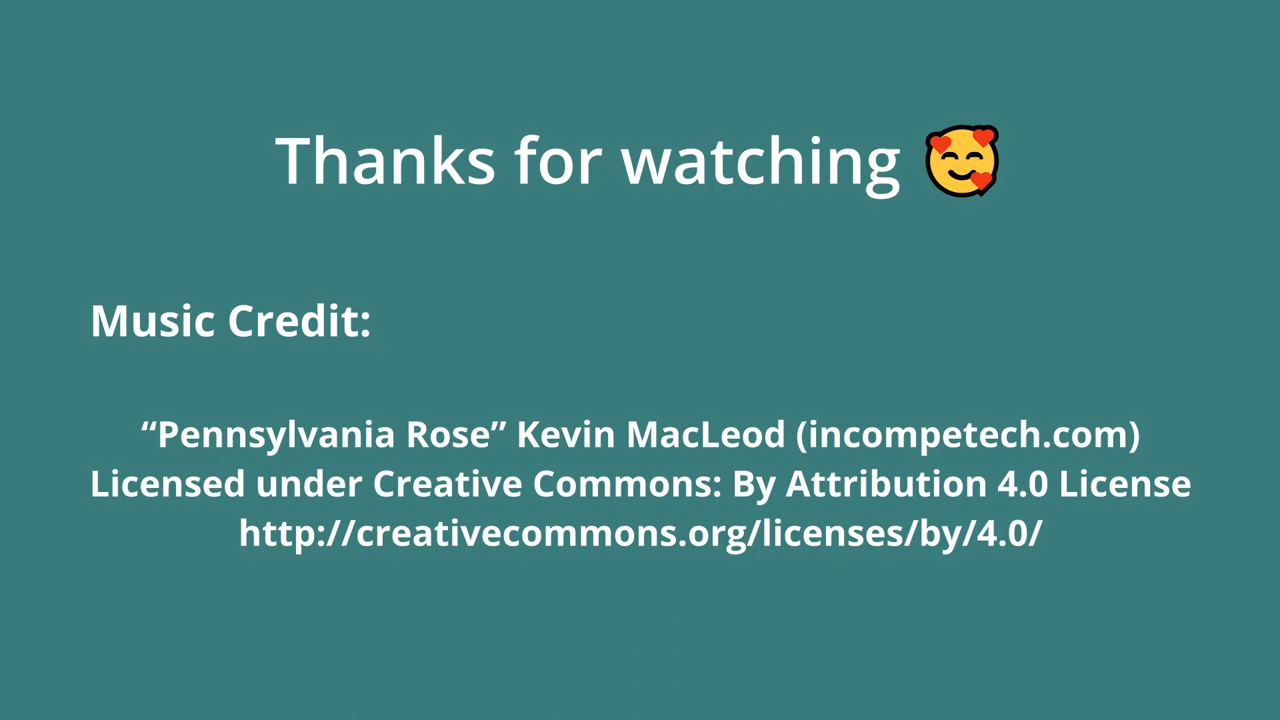 Thanks for watching 🥰
Music Credit:
“Pennsylvania Rose” Kevin MacLeod (incompetech.com)
Licensed under Creative Commons: By Attribution 4.0 License
http://creativecommons.org/licenses/by/4.0/